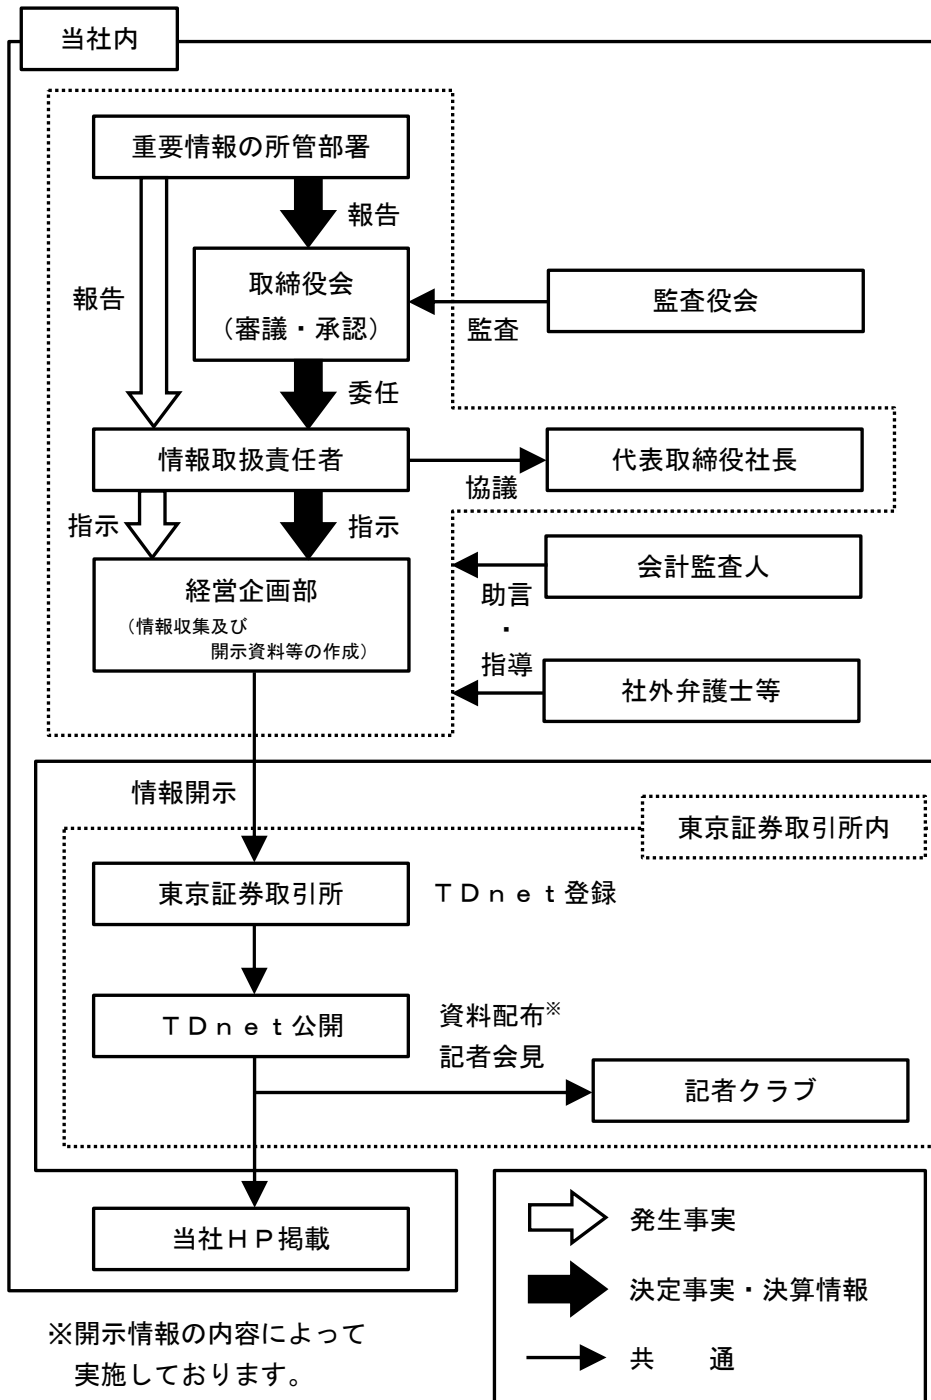 当社内
重要情報の所管部署
報告
報告
取締役会
（審議・承認）
監査役会
監査
委任
情報取扱責任者
代表取締役社長
協議
指示
指示
経営企画部
（情報収集及び
開示資料等の作成）
会計監査人
助言
・
指導
社外弁護士等
情報開示
東京証券取引所内
東京証券取引所
ＴＤｎｅｔ登録
ＴＤｎｅｔ公開
資料配布※
記者会見
記者クラブ
当社ＨＰ掲載
発生事実
決定事実・決算情報
共　　通
※開示情報の内容によって
実施しております。